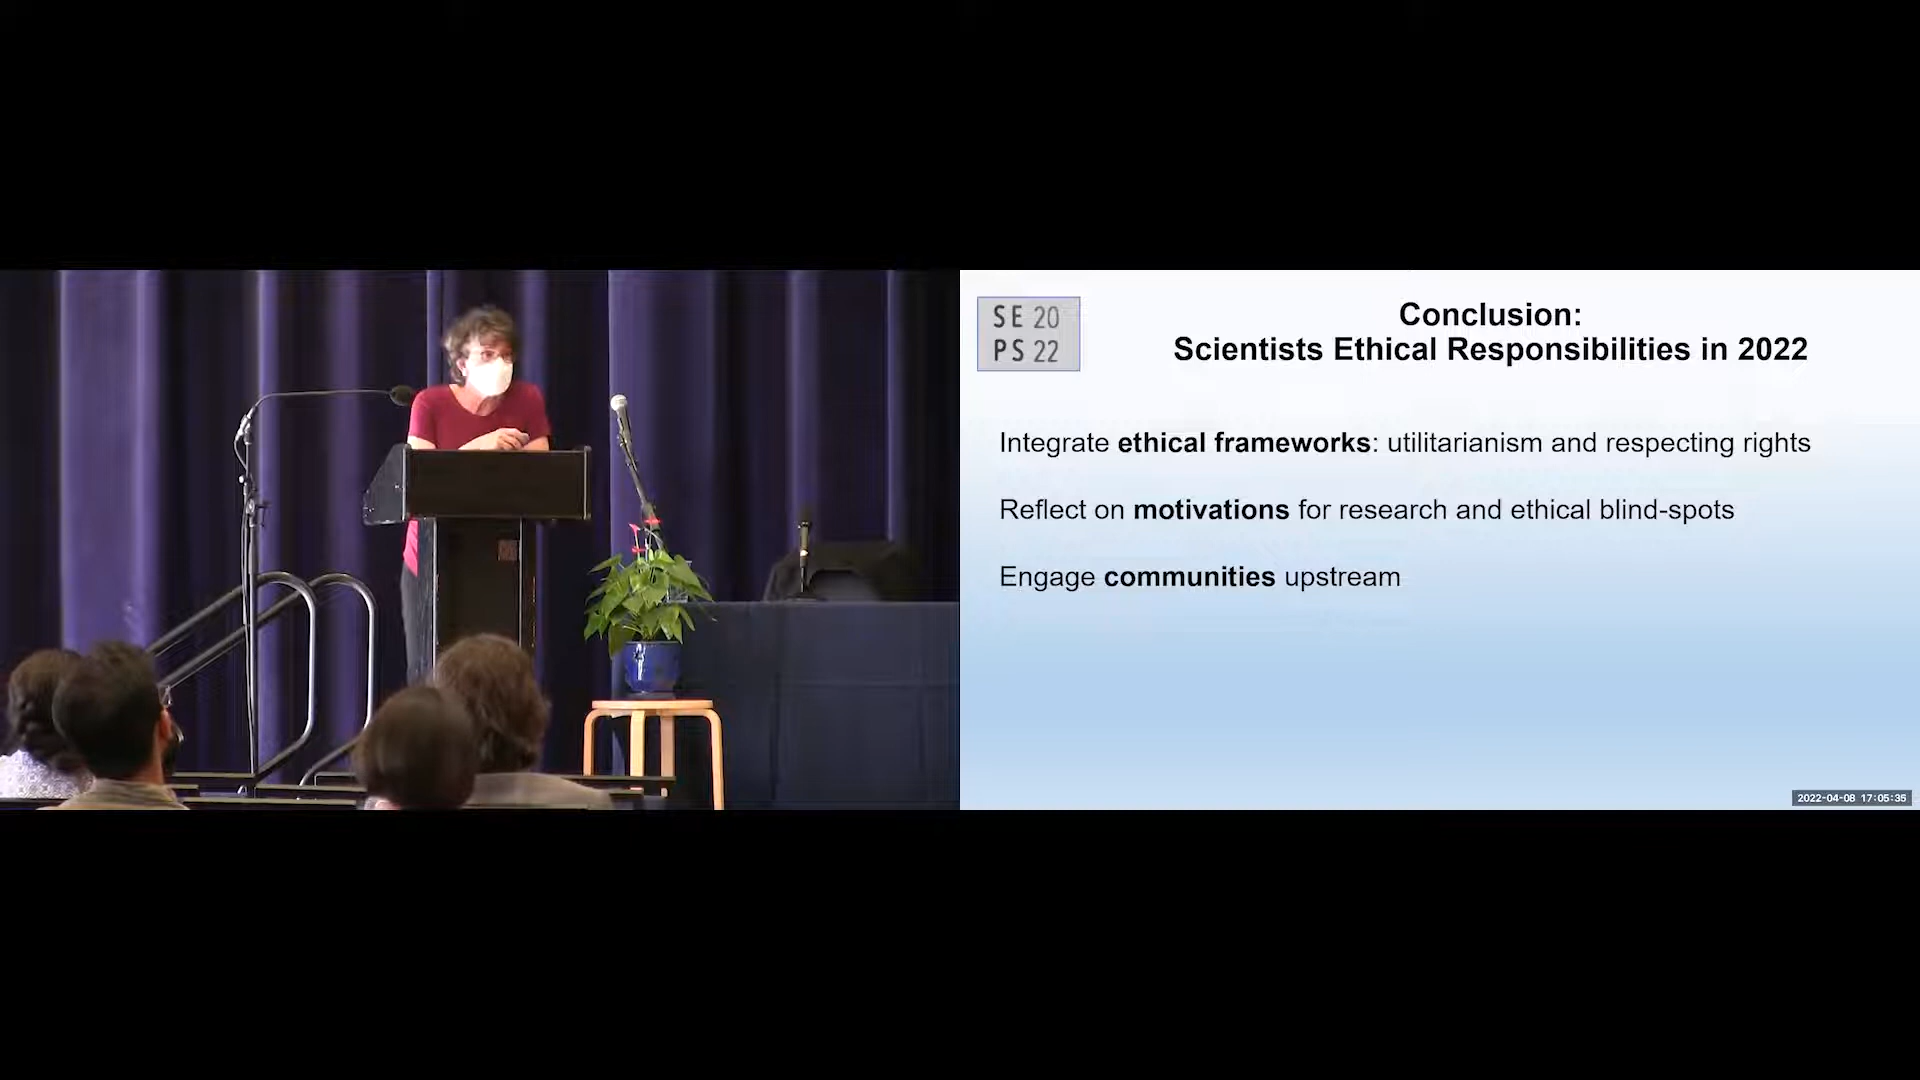 SE 20
PS 22
Conclusion:
Scientists Ethical Responsibilities in 2022
Integrate ethical frameworks: utilitarianism and respecting rights
Reflect on motivations for research and ethical blind-spots
Engage communities upstream
2022-04-08 17:05:35